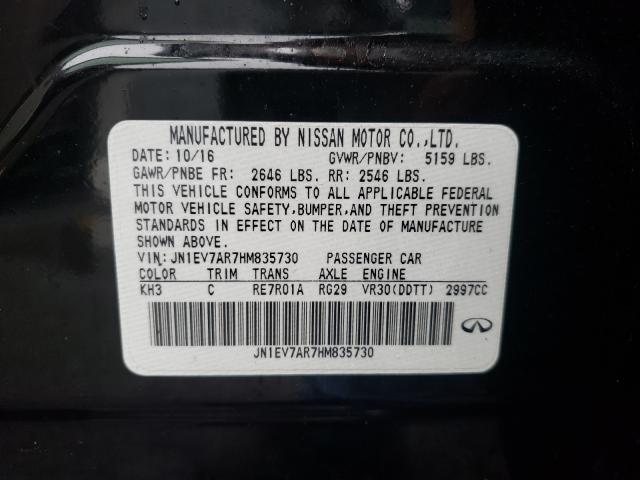 MANUFACTURED BY NISSAN MOTOR CO.,LTD.
DATE: 10/16 GVWR/PNBV: 5159 LBS.
GAWR/PNBE FR: 2646 LBS. RR: 2546 LBS.
THIS VEHICLE CONFORMS TO ALL APPLICABLE FEDERAL
MOTOR VEHICLE SAFETY,BUMPER,AND THEFT PREVENTION
STANDARDS IN EFFECT ON THE DATE OF MANUFACTURE
SHOWN ABOVE.
VIN: JN1EV7AR7HM835730 PASSENGER CAR
COLOR TRIM TRANS AXLE ENGINE
KH3 C RE7R01A RG29 VR30(DDTT) 2997CC
JN1EV7AR7HM835730